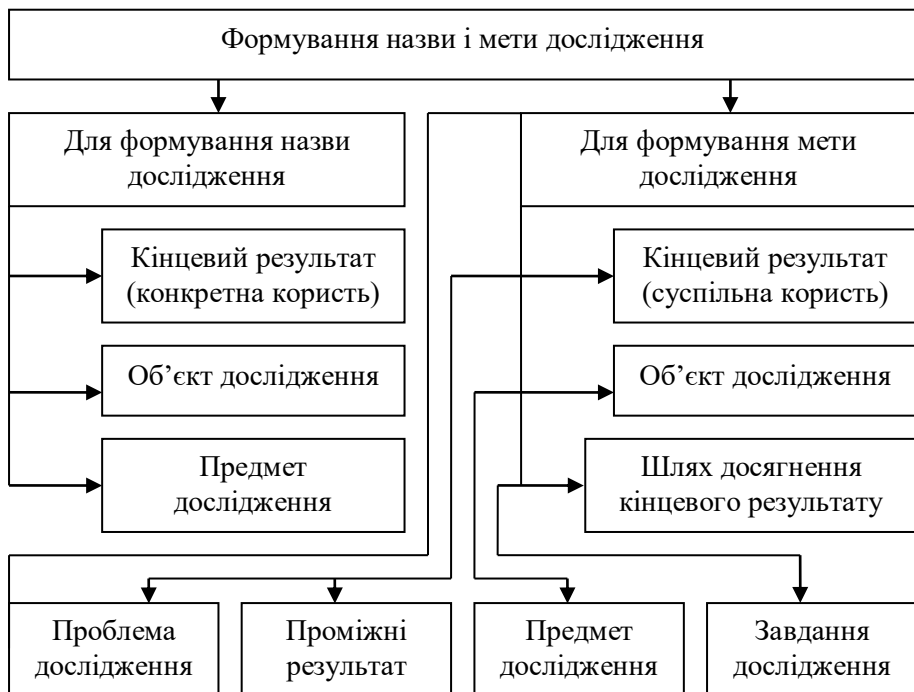 Формування назви і мети дослідження
Для формування назви
дослідження
Для формування мети
дослідження
Кінцевий результат
(конкретна користь)
Кінцевий результат
(суспільна користь)
Об’єкт дослідження
Об’єкт дослідження
Предмет
дослідження
Шлях досягнення
кінцевого результату
Проблема
дослідження
Проміжні
результат
Предмет
дослідження
Завдання
дослідження